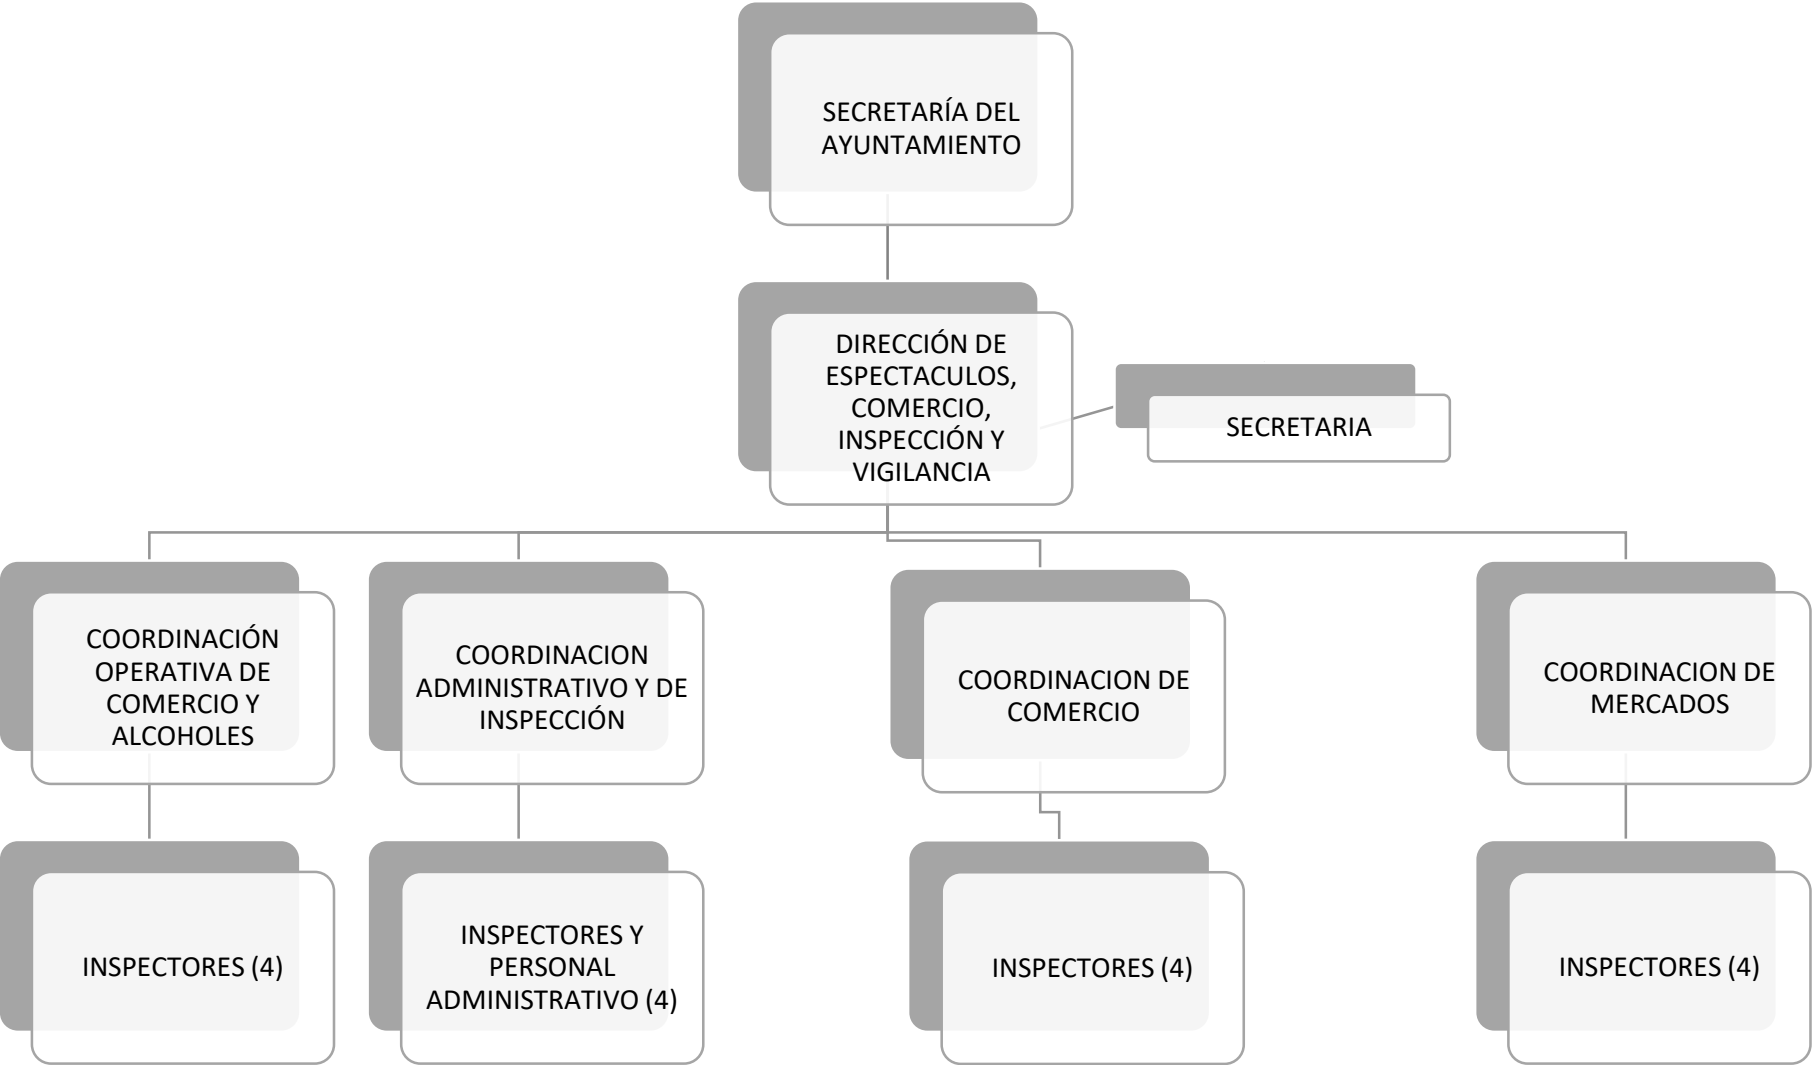 SECRETARÍA DEL
AYUNTAMIENTO
DIRECCIÓN DE
ESPECTACULOS,
COMERCIO,
INSPECCIÓN Y
VIGILANCIA
SECRETARIA
COORDINACIÓN
OPERATIVA DE
COMERCIO Y
ALCOHOLES
COORDINACION
ADMINISTRATIVO Y DE
INSPECCIÓN
COORDINACION DE
COMERCIO
COORDINACION DE
MERCADOS
INSPECTORES (4)
INSPECTORES Y
PERSONAL
ADMINISTRATIVO (4)
INSPECTORES (4)
INSPECTORES (4)